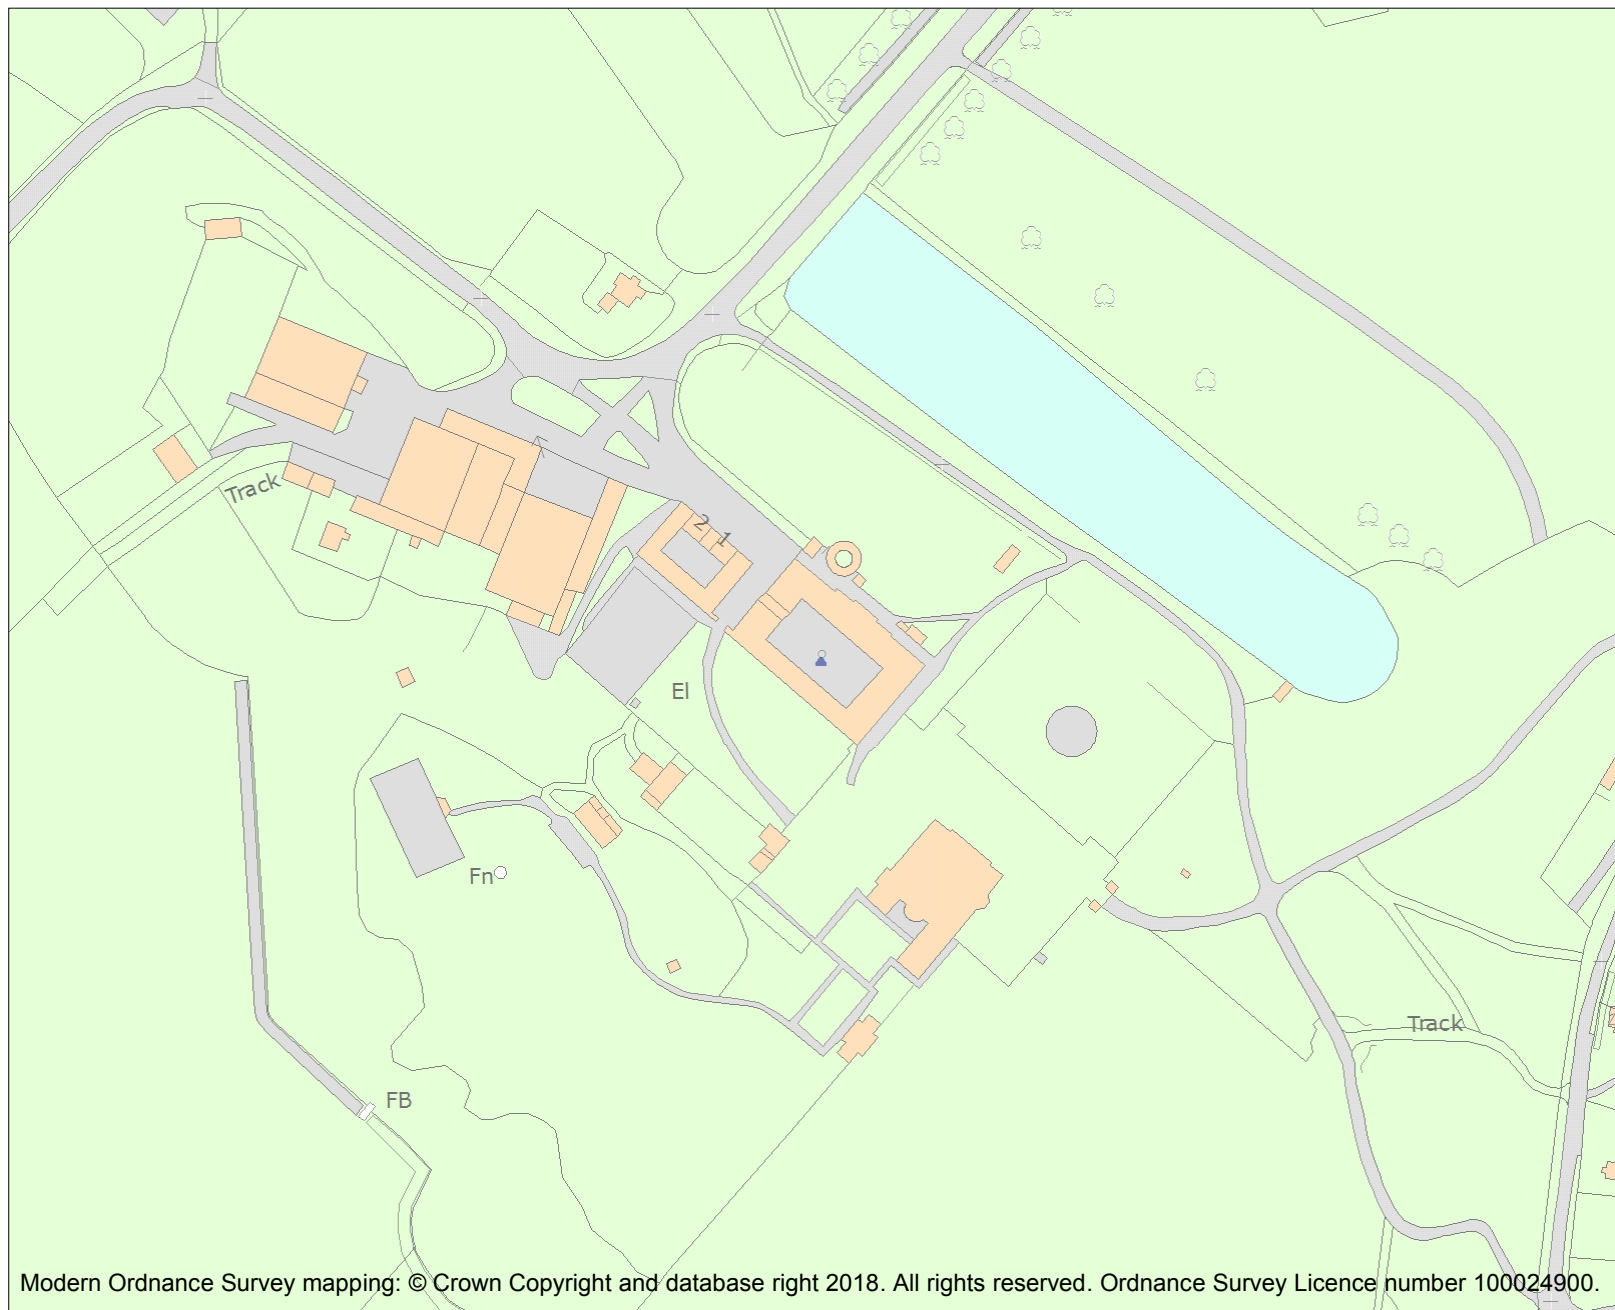 Track
2
1
El
Fn
FB
Track
Modern Ordnance Survey mapping: © Crown Copyright and database right 2018. All rights reserved. Ordnance Survey Licence number 100024900.